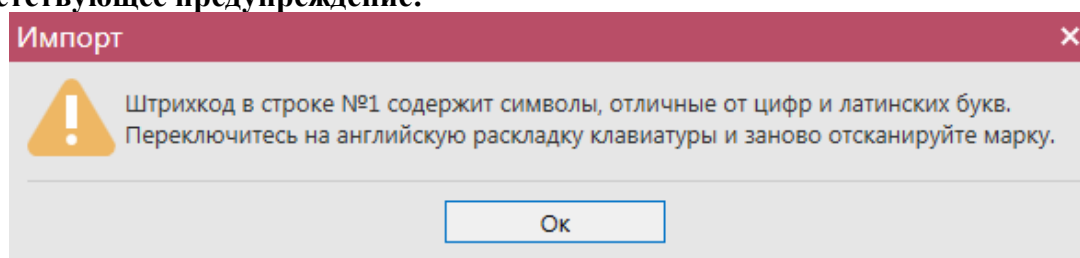 предупреждение:
Импорт
Штрихкод в строке №1 содержит символы, отличные от цифр и латинских букв.
Переключитесь на английскую раскладку клавиатуры и заново отсканируйте марку.
Ок